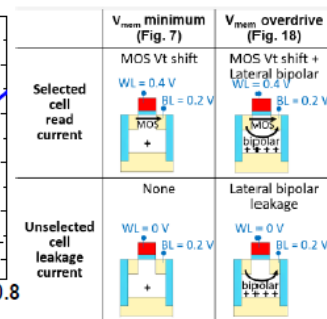 V_mem minimum
(Fig. 7)
V_mem overdrive
(Fig. 18)
Selected
cell
read
current
MOS Vt shift
WL = 0.4 V
BL = 0.2 V
MOS
+
MOS Vt shift +
Lateral bipolar
WL = 0.4 V
BL = 0.2 V
MOS
bipolar
++++
Unselected
cell
leakage
current
None
WL = 0 V
BL = 0.2 V
+
Lateral bipolar
leakage
WL = 0 V
BL = 0.2 V
bipolar
++++
0.8